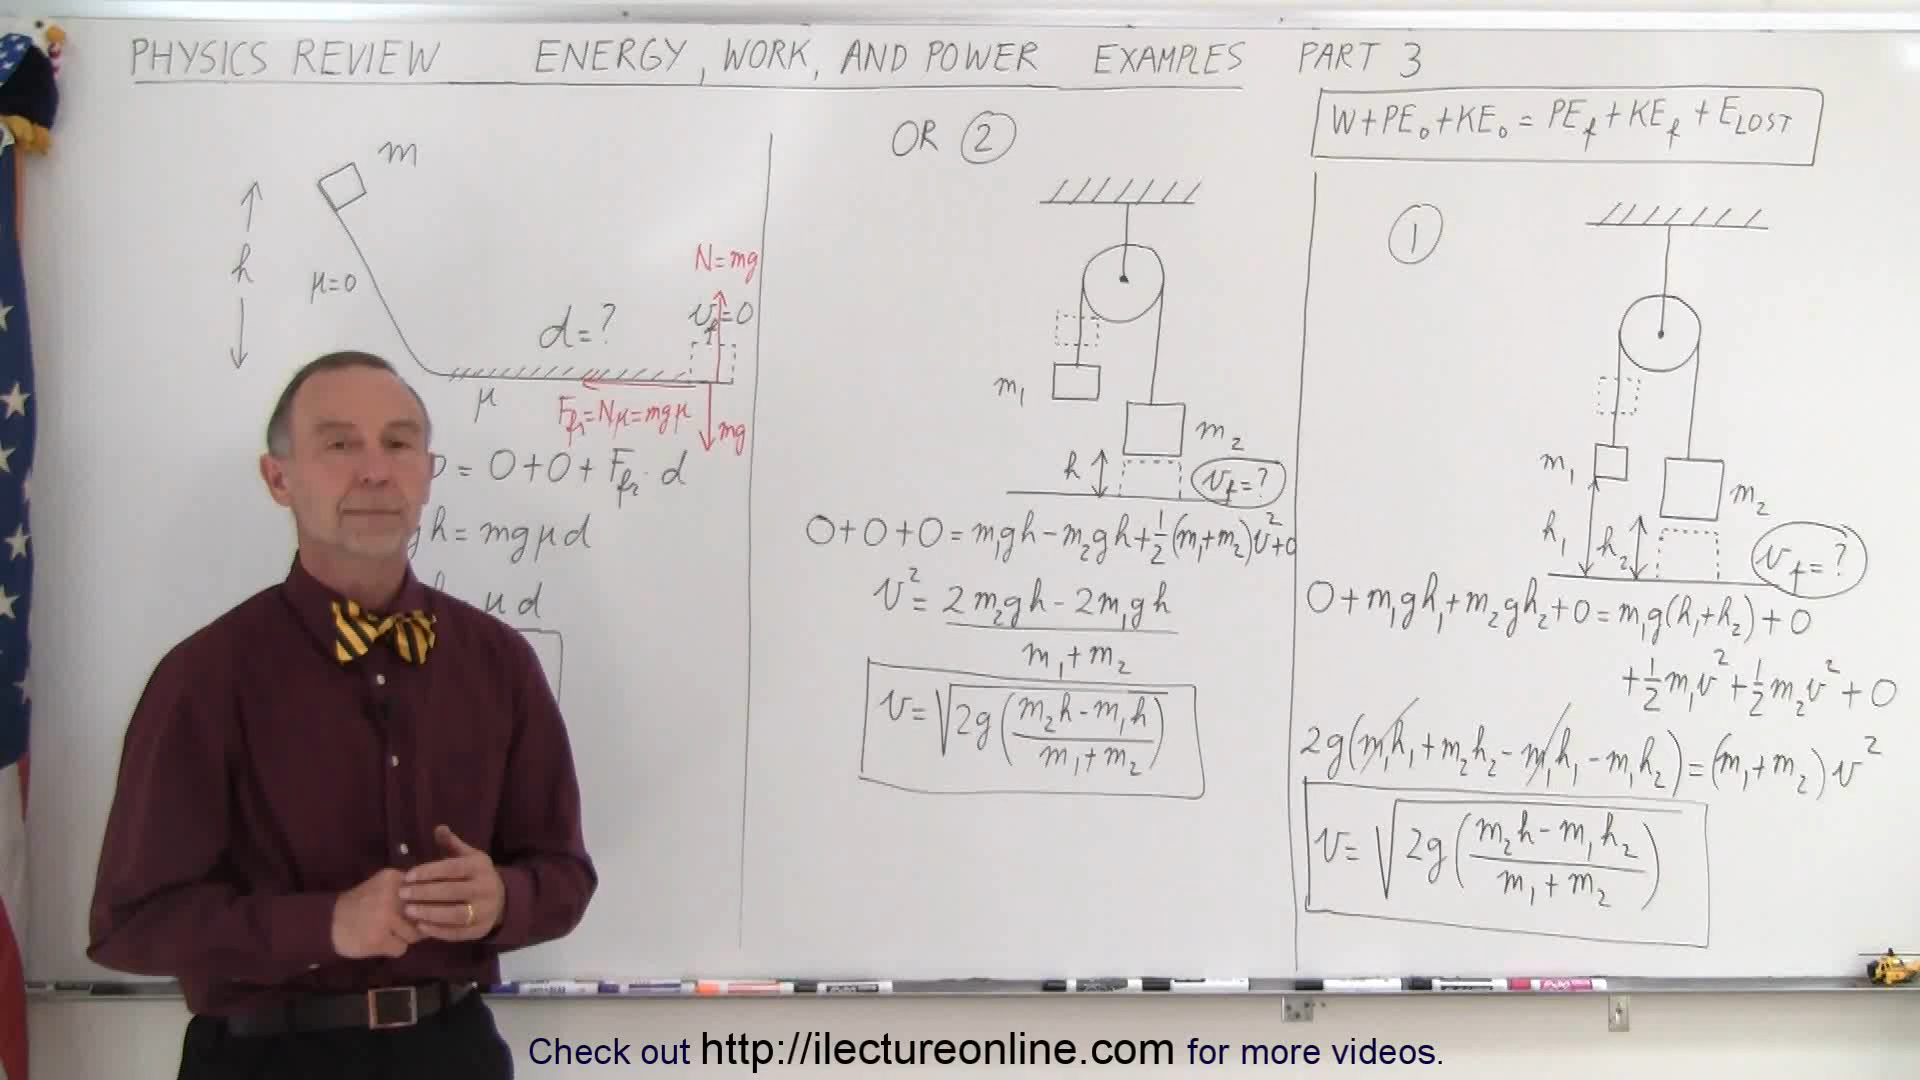 PHYSICS REVIEW ENERGY, WORK, AND POWER EXAMPLES PART 3
m
h
μ=0
d=?
N=mg
v_f=0
μ
F_fr=Nμ=mgμ
mg
= 0+0+F_fr·d
h=mgμd
μd
OR ②
m₁
m₂
h
v_f=?
0+0+0=m₁gh-m₂gh+½(m₁+m₂)v²+0
v²=(2m₂gh-2m₁gh)/(m₁+m₂)
v=√(2g((m₂h-m₁h)/(m₁+m₂)))
W+PE₀+KE₀=PE_f+KE_f+E_LOST
①
m₁
m₂
h₁
h₂
v_f=?
0+m₁gh₁+m₂gh₂+0=m₁g(h₁+h₂)+0
+½m₁v²+½m₂v²+0
2g(m₁h₁+m₂h₂-m₁h₁-m₁h₂)=(m₁+m₂)v²
v=√(2g((m₂h-m₁h₂)/(m₁+m₂)))
Check out http://ilectureonline.com for more videos.